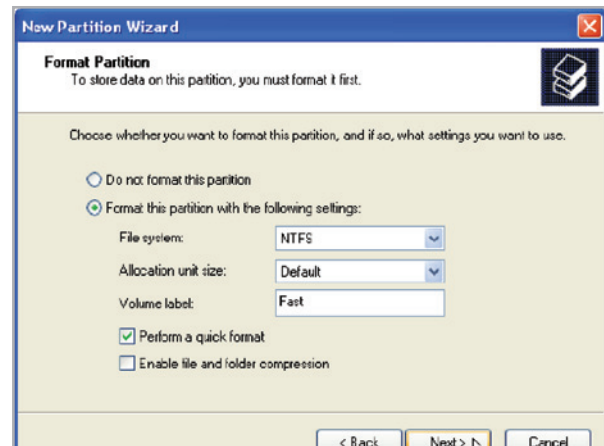 New Partition Wizard
Format Partition
To store data on this partition, you must format it first.
Choose whether you want to format this partition, and if so, what settings you want to use.
Do not format this partition
Format this partition with the following settings:
File system: NTFS
Allocation unit size: Default
Volume label: Fast
Perform a quick format
Enable file and folder compression
< Back Next > Cancel